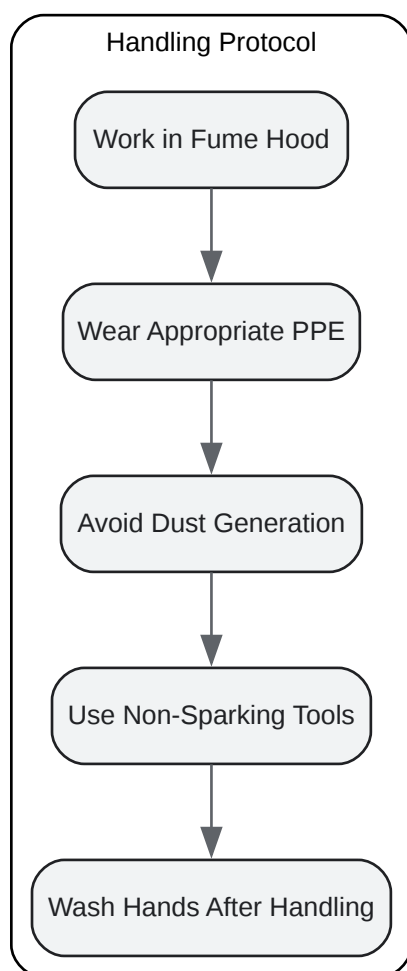 Handling Protocol
Work in Fume Hood
Wear Appropriate PPE
Avoid Dust Generation
Use Non-Sparking Tools
Wash Hands After Handling